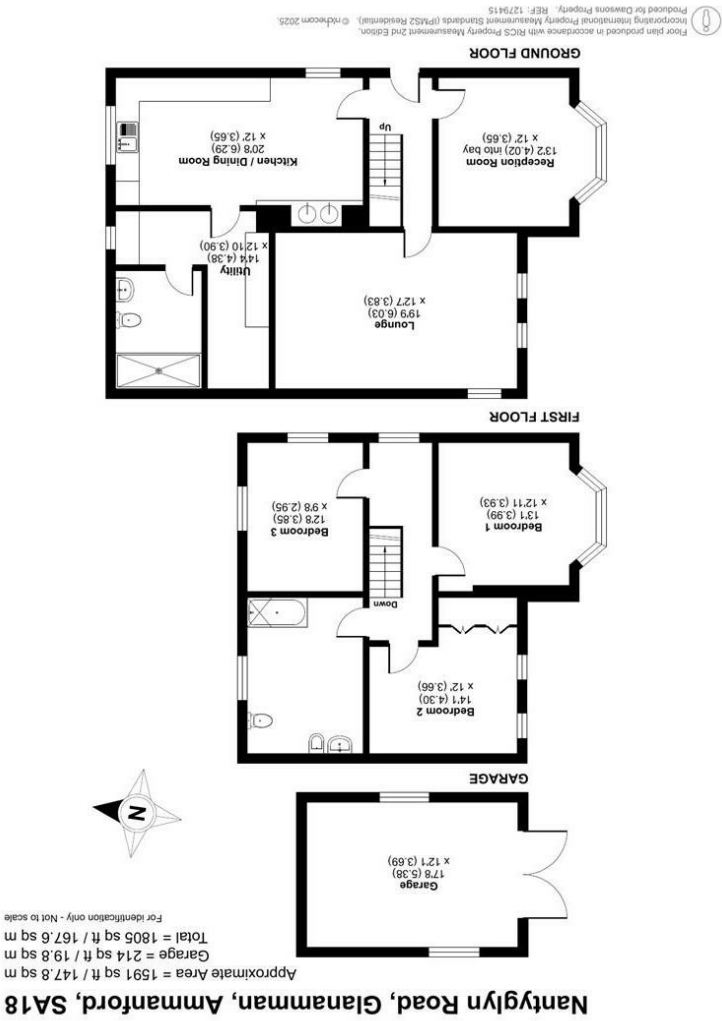 Nantyglyn Road, Glanamman, Ammanford, SA18
Approximate Area = 1591 sq ft / 147.8 sq m
Garage = 214 sq ft / 19.8 sq m
Total = 1805 sq ft / 167.6 sq m
For identification only - Not to scale
Garage
17'8 (5.38)
x 12'1 (3.69)
N
GARAGE
Bedroom 2
14'1 (4.30)
x 12' (3.66)
Down
Bedroom 1
13'1 (3.99)
x 12'11 (3.93)
Bedroom 3
12'8 (3.85)
x 9'8 (2.95)
FIRST FLOOR
Lounge
19'9 (6.03)
x 12'7 (3.83)
Utility
14'4 (4.38)
x 12'10 (3.90)
Reception Room
13'2 (4.02) into bay
x 12' (3.65)
Up
Kitchen / Dining Room
20'8 (6.29)
x 12' (3.65)
GROUND FLOOR
Floor plan produced in accordance with RICS Property Measurement 2nd Edition.
Incorporating International Property Measurement Standards (IPMS2 Residential). © nichecom 2025.
Produced for Dawsons Property. REF: 1279415